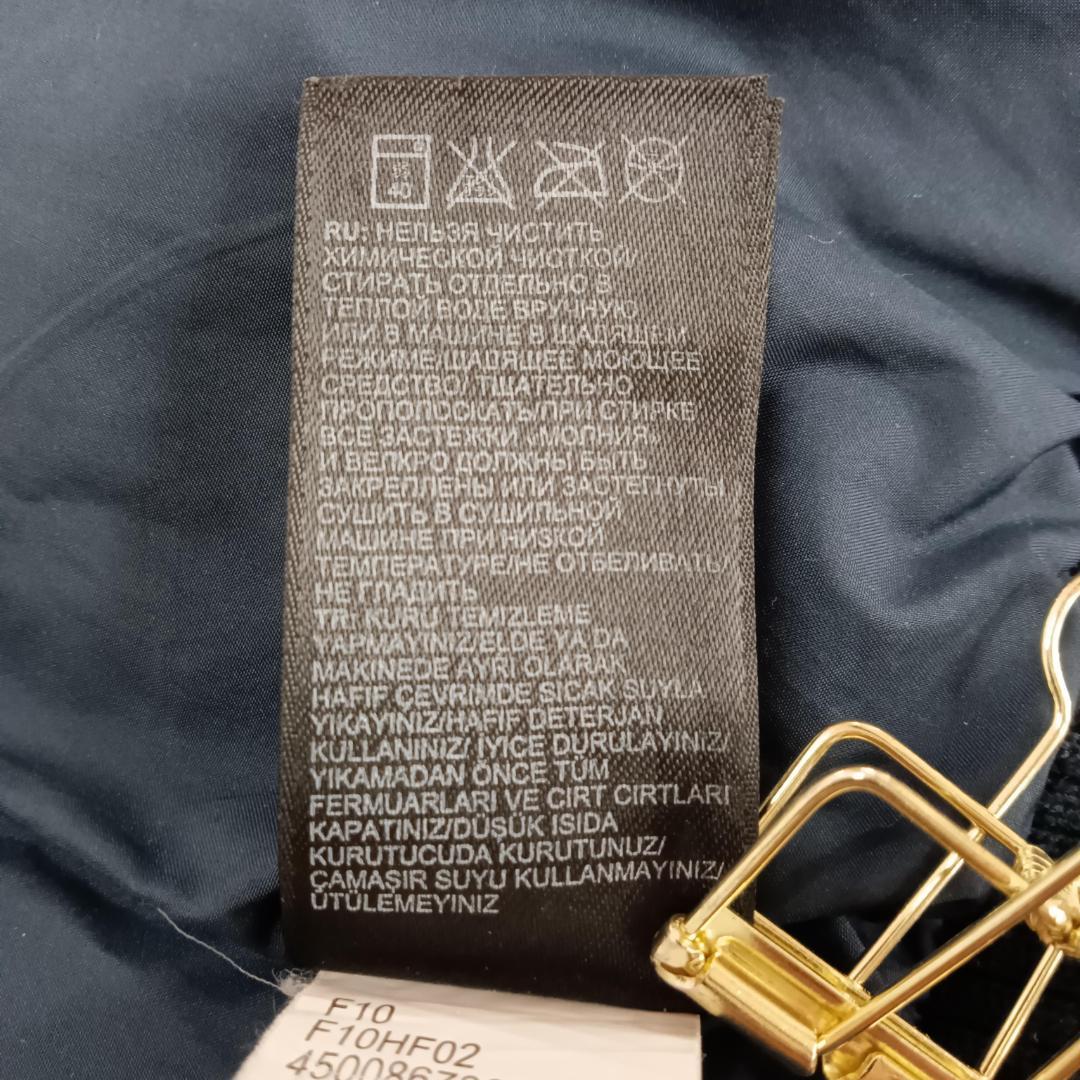 40
RU: НЕЛЬЗЯ ЧИСТИТЬ
ХИМИЧЕСКОЙ ЧИСТКОЙ/
СТИРАТЬ ОТДЕЛЬНО В
ТЕПЛОЙ ВОДЕ ВРУЧНУЮ
ИЛИ В МАШИНЕ В ЩАДЯЩЕМ
РЕЖИМЕ/ЩАДЯЩЕЕ МОЮЩЕЕ
СРЕДСТВО/ ТЩАТЕЛЬНО
ПРОПОЛОСКАТЬ/ПРИ СТИРКЕ
ВСЕ ЗАСТЕЖКИ «МОЛНИЯ»
И ВЕЛКРО ДОЛЖНЫ БЫТЬ
ЗАКРЕПЛЕНЫ ИЛИ ЗАСТЕГНУТЫ
СУШИТЬ В СУШИЛЬНОЙ
МАШИНЕ ПРИ НИЗКОЙ
ТЕМПЕРАТУРЕ/НЕ ОТБЕЛИВАТЬ/
НЕ ГЛАДИТЬ
TR: KURU TEMİZLEME
YAPMAYINIZ/ELDE YA DA
MAKİNEDE AYRI OLARAK
HAFİF ÇEVRİMDE SICAK SUYLA
YIKAYINIZ/HAFİF DETERJAN
KULLANINIZ/ İYİCE DURULAYINIZ/
YIKAMADAN ÖNCE TÜM
FERMUARLARI VE CIRT CIRTLARI
KAPATINIZ/DÜŞÜK ISIDA
KURUTUCUDA KURUTUNUZ/
ÇAMAŞIR SUYU KULLANMAYINIZ/
ÜTÜLEMEYİNİZ
F10
F10HF02